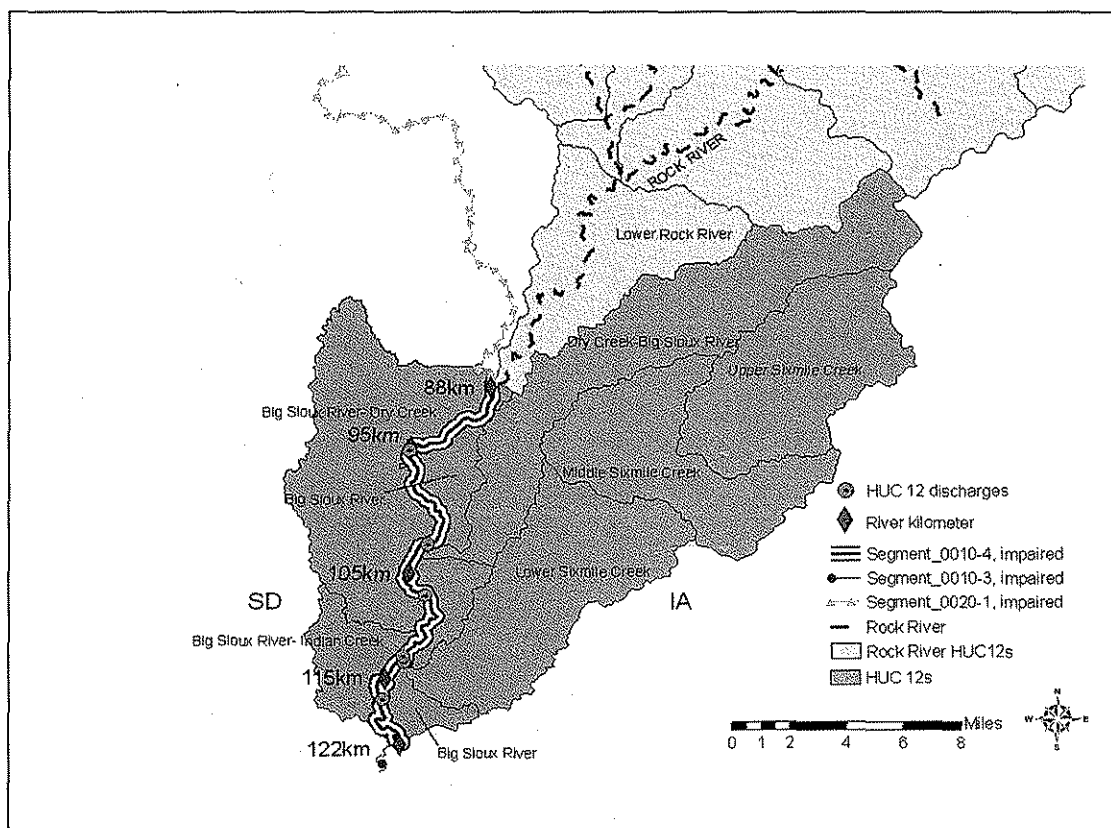 ROCK RIVER
Lower Rock River
Dry Creek-Big Sioux River
Upper Sixmile Creek
88km
Big Sioux River- Dry Creek
95km
Middle Sixmile Creek
Big Sioux River
HUC 12 discharges
River kilometer
Segment_0010-4, impaired
105km
Lower Sixmile Creek
Segment_0010-3, impaired
SD
IA
Segment_0020-1, impaired
Rock River
Big Sioux River- Indian Creek
Rock River HUC12s
115km
HUC 12s
N
W
E
S
Miles
122km
Big Sioux River
0 1 2 4 6 8